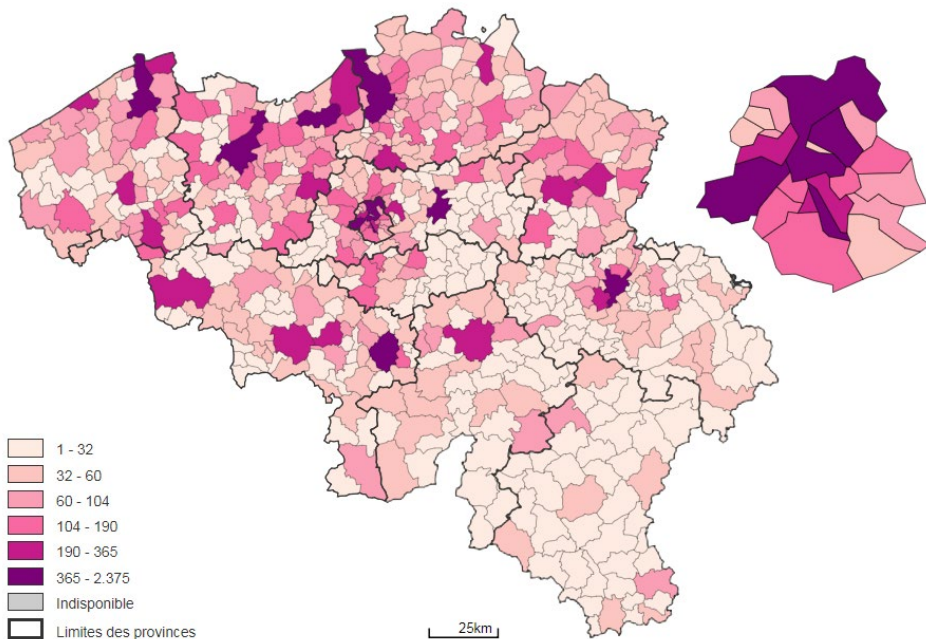 1 - 32
32 - 60
60 - 104
104 - 190
190 - 365
365 - 2.375
Indisponible
Limites des provinces
25km